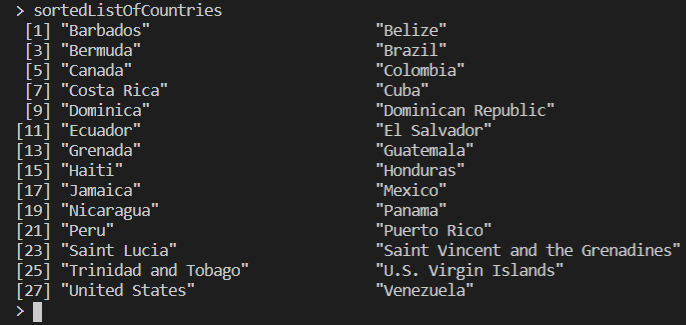 > sortedListOfCountries
[1] "Barbados" "Belize"
[3] "Bermuda" "Brazil"
[5] "Canada" "Colombia"
[7] "Costa Rica" "Cuba"
[9] "Dominica" "Dominican Republic"
[11] "Ecuador" "El Salvador"
[13] "Grenada" "Guatemala"
[15] "Haiti" "Honduras"
[17] "Jamaica" "Mexico"
[19] "Nicaragua" "Panama"
[21] "Peru" "Puerto Rico"
[23] "Saint Lucia" "Saint Vincent and the Grenadines"
[25] "Trinidad and Tobago" "U.S. Virgin Islands"
[27] "United States" "Venezuela"
>